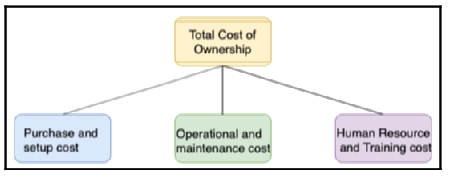 Total Cost of
Ownership
Purchase and
setup cost
Operational and
maintenance cost
Human Resource
and Training cost